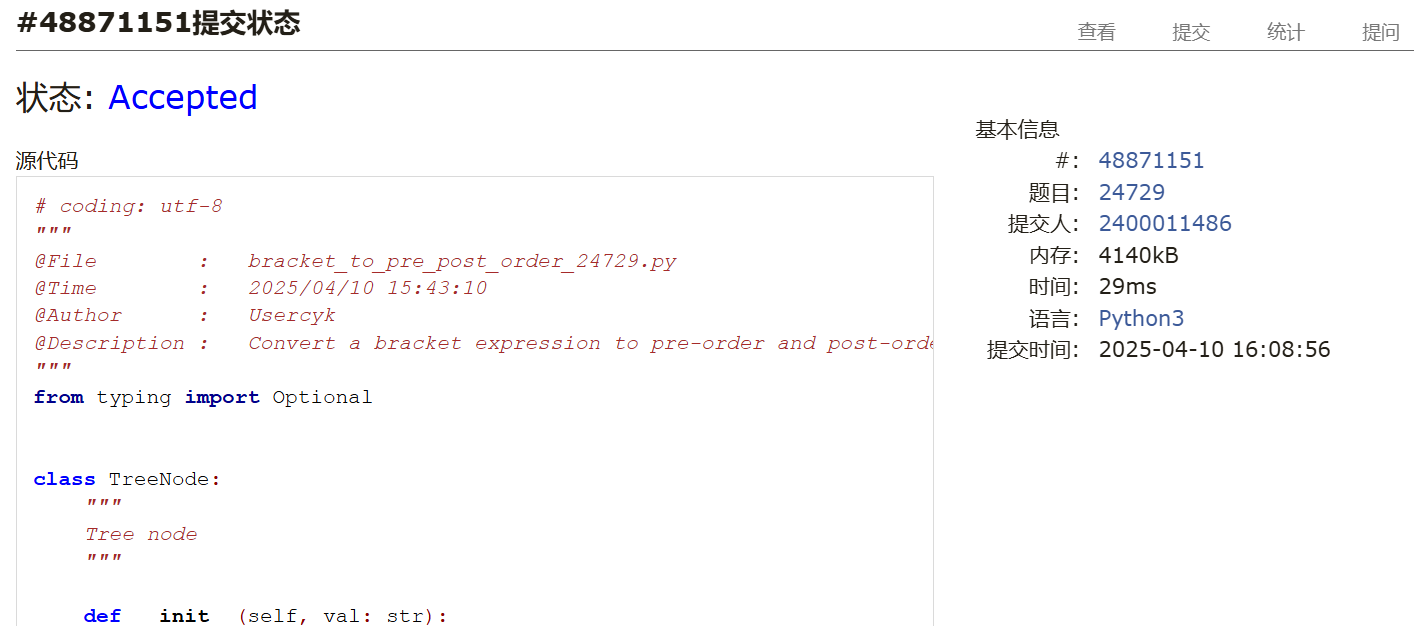 #48871151提交状态
查看 提交 统计 提问
状态: Accepted
源代码
# coding: utf-8
"""
@File : bracket_to_pre_post_order_24729.py
@Time : 2025/04/10 15:43:10
@Author : Usercyk
@Description : Convert a bracket expression to pre-order and post-orde
"""
from typing import Optional
class TreeNode:
"""
Tree node
"""
def __init__(self, val: str):
基本信息
#: 48871151
题目: 24729
提交人: 2400011486
内存: 4140kB
时间: 29ms
语言: Python3
提交时间: 2025-04-10 16:08:56